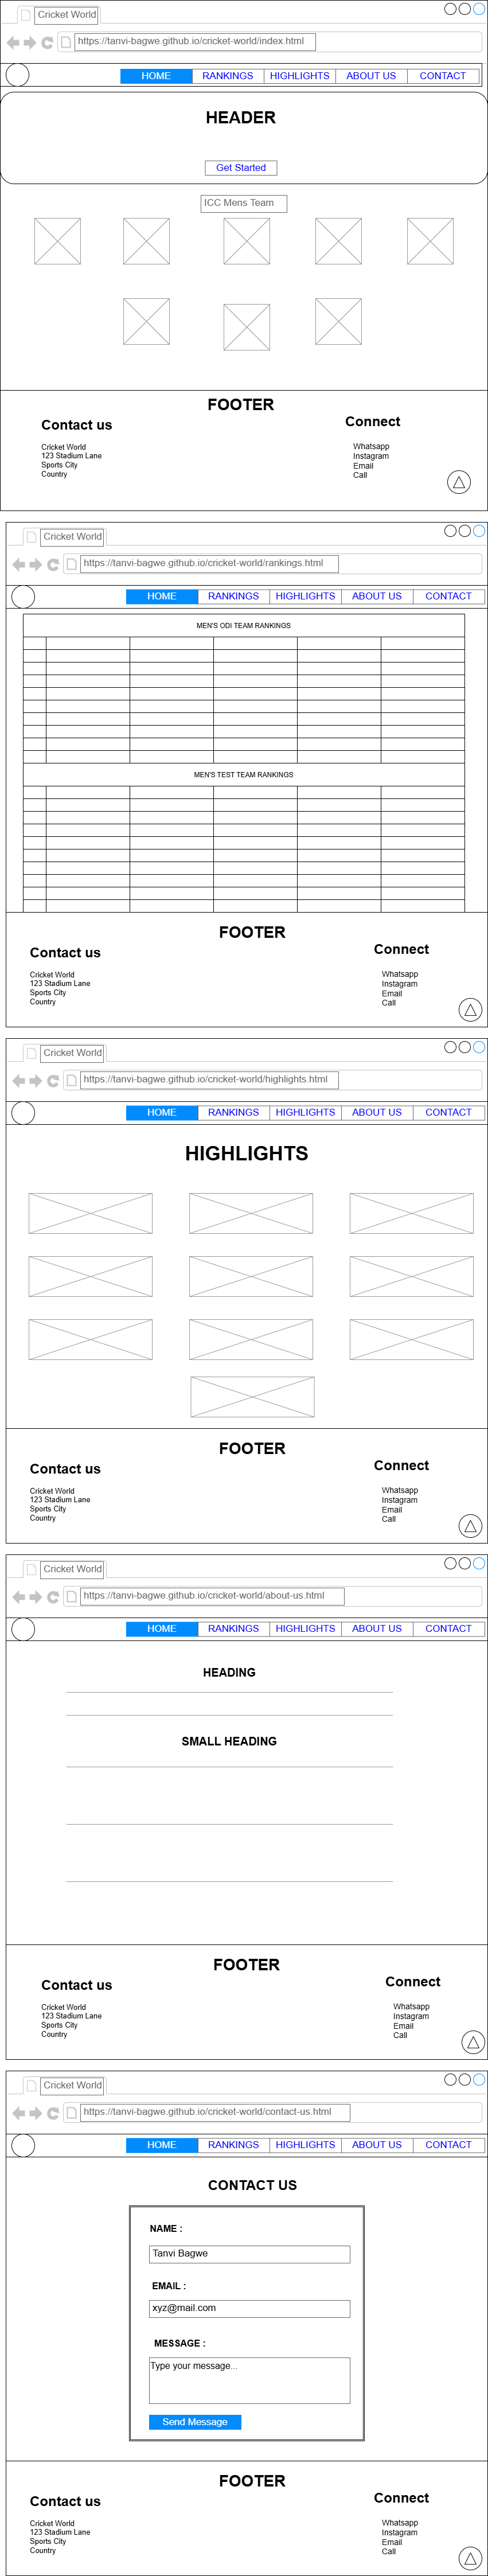 Cricket World
https://tanvi-bagwe.github.io/cricket-world/index.html
HOME RANKINGS HIGHLIGHTS ABOUT US CONTACT
HEADER
Get Started
ICC Mens Team
FOOTER
Contact us
Cricket World
123 Stadium Lane
Sports City
Country
Connect
Whatsapp
Instagram
Email
Call
Cricket World
https://tanvi-bagwe.github.io/cricket-world/rankings.html
HOME RANKINGS HIGHLIGHTS ABOUT US CONTACT
MEN'S ODI TEAM RANKINGS
MEN'S TEST TEAM RANKINGS
FOOTER
Contact us
Cricket World
123 Stadium Lane
Sports City
Country
Connect
Whatsapp
Instagram
Email
Call
Cricket World
https://tanvi-bagwe.github.io/cricket-world/highlights.html
HOME RANKINGS HIGHLIGHTS ABOUT US CONTACT
HIGHLIGHTS
FOOTER
Contact us
Cricket World
123 Stadium Lane
Sports City
Country
Connect
Whatsapp
Instagram
Email
Call
Cricket World
https://tanvi-bagwe.github.io/cricket-world/about-us.html
HOME RANKINGS HIGHLIGHTS ABOUT US CONTACT
HEADING
SMALL HEADING
FOOTER
Contact us
Cricket World
123 Stadium Lane
Sports City
Country
Connect
Whatsapp
Instagram
Email
Call
Cricket World
https://tanvi-bagwe.github.io/cricket-world/contact-us.html
HOME RANKINGS HIGHLIGHTS ABOUT US CONTACT
CONTACT US
NAME :
Tanvi Bagwe
EMAIL :
xyz@mail.com
MESSAGE :
Type your message...
Send Message
FOOTER
Contact us
Cricket World
123 Stadium Lane
Sports City
Country
Connect
Whatsapp
Instagram
Email
Call